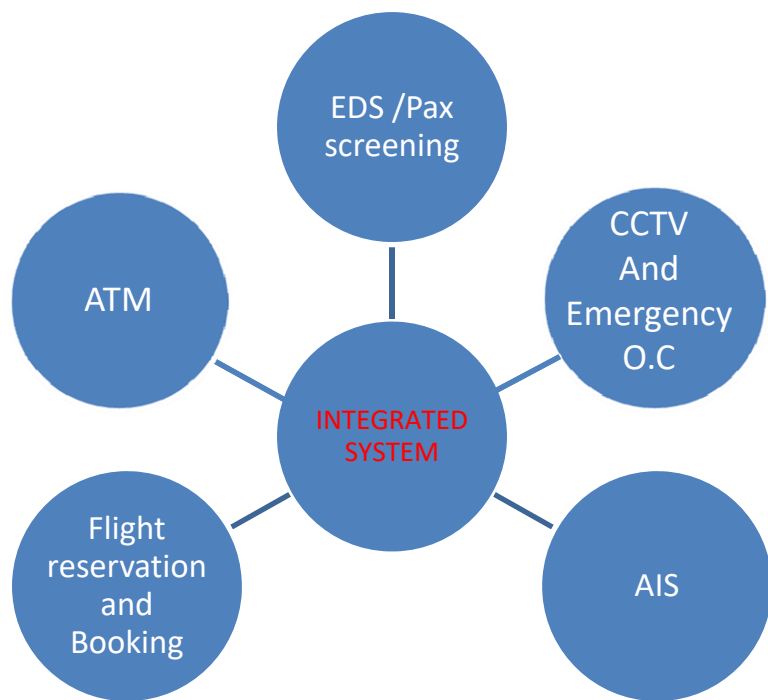 EDS /Pax
screening
CCTV
And
Emergency
O.C
ATM
INTEGRATED
SYSTEM
Flight
reservation
and
Booking
AIS